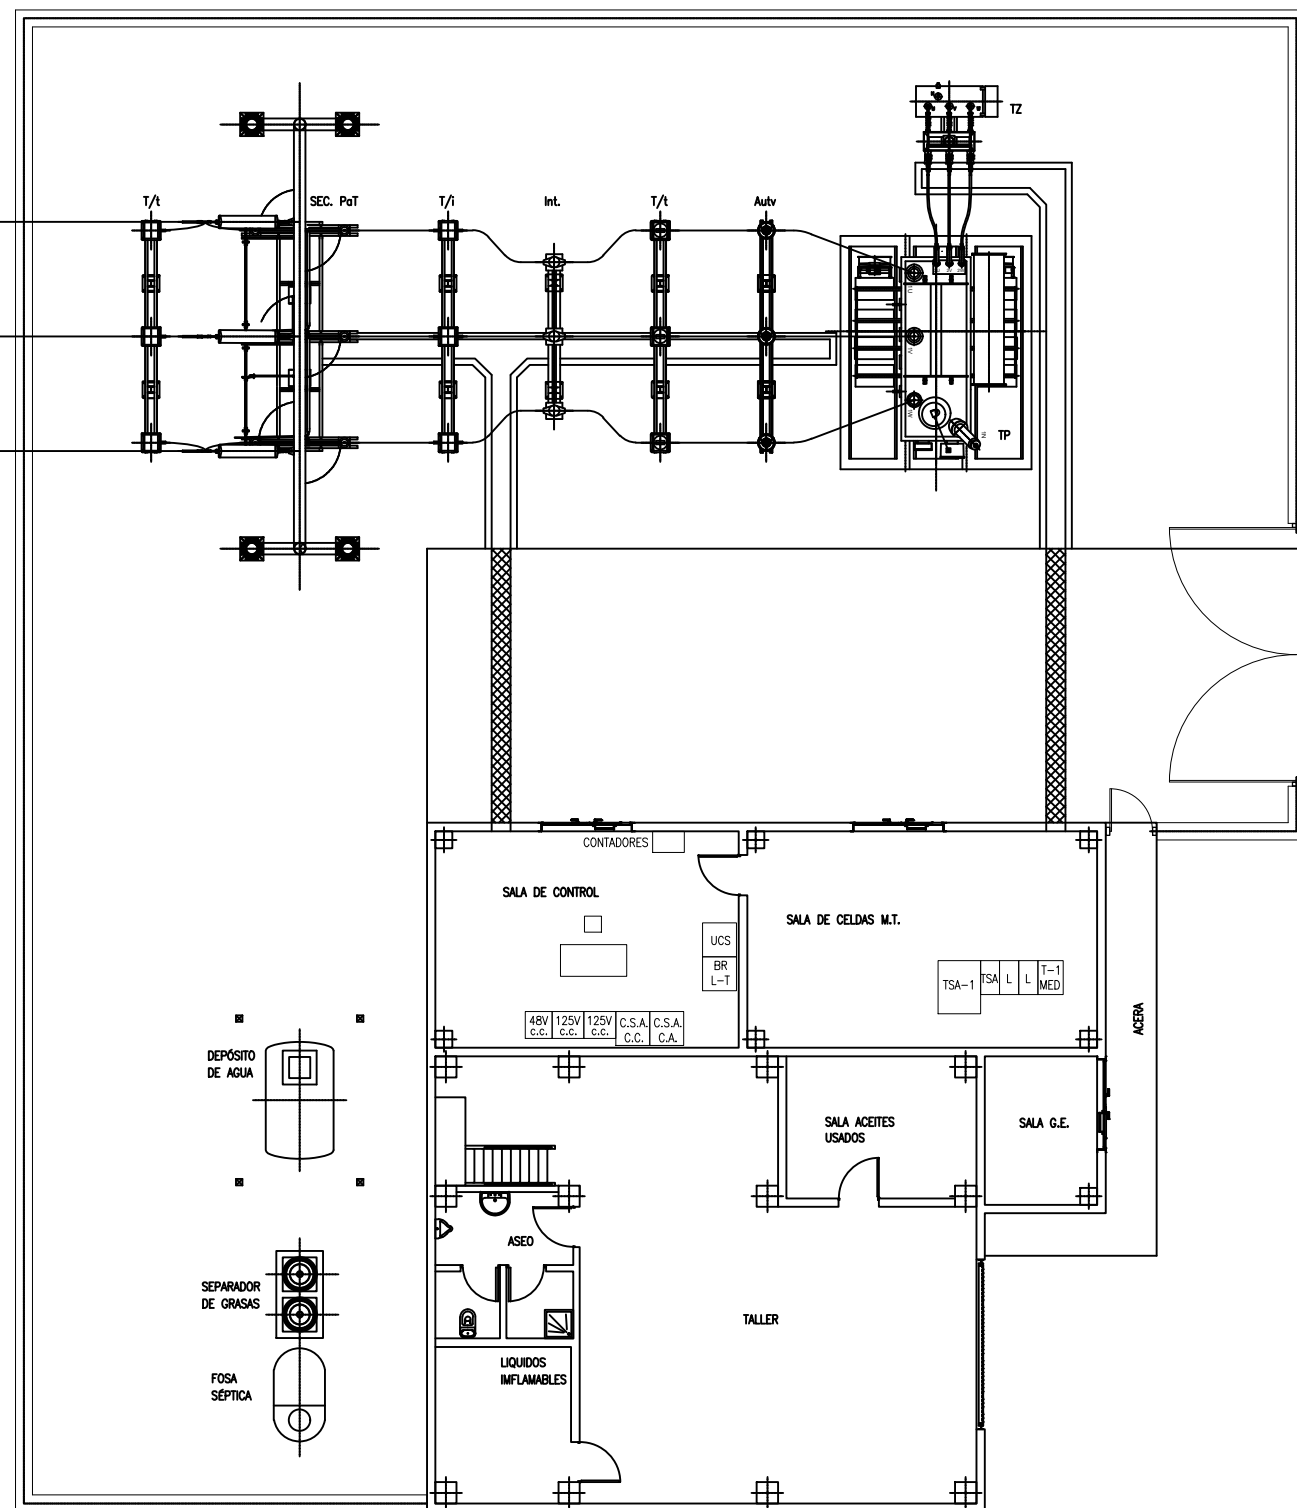 TZ
T/t
SEC. PaT
T/i
Int.
T/t
Autv
TP
CONTADORES
SALA DE CONTROL
SALA DE CELDAS M.T.
UCS
BR
L-T
TSA-1
TSA
L
L
T-1
MED
48V
c.c.
125V
c.c.
125V
c.c.
C.S.A.
C.C.
C.S.A.
C.A.
ACERA
DEPÓSITO
DE AGUA
SALA ACEITES
USADOS
SALA G.E.
ASEO
SEPARADOR
DE GRASAS
TALLER
LIQUIDOS
IMFLAMABLES
FOSA
SÉPTICA